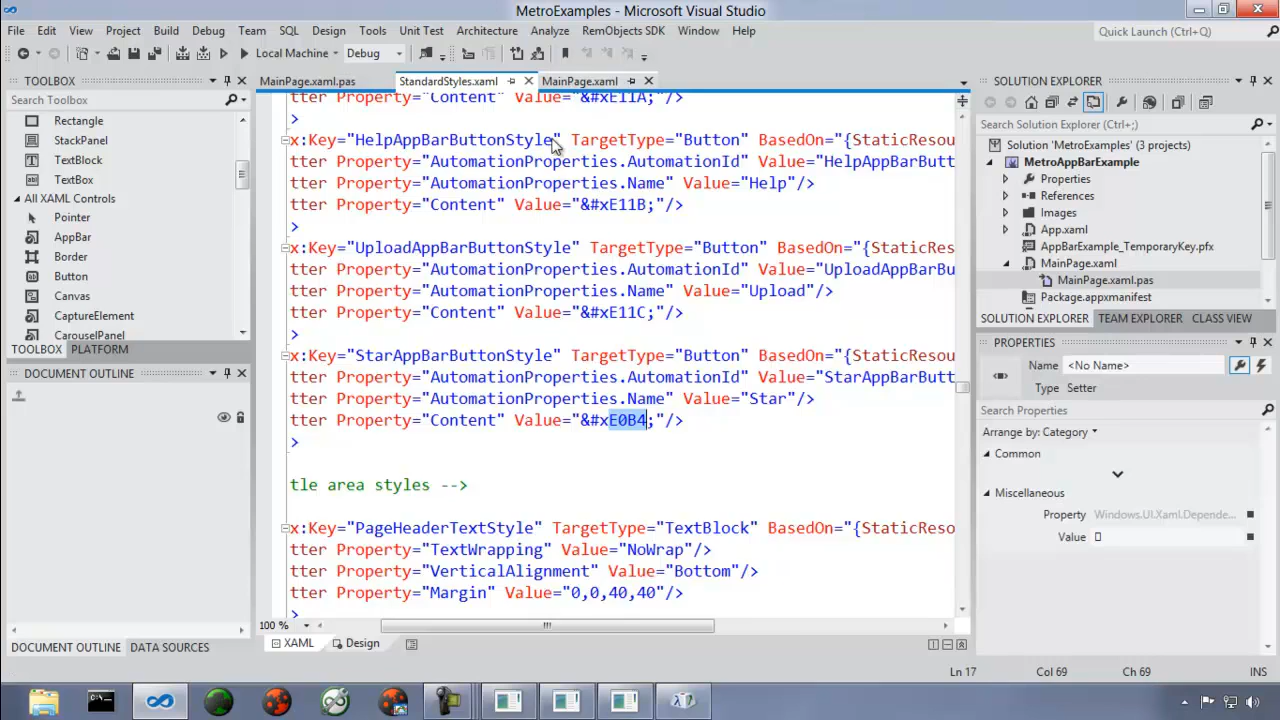 MetroExamples - Microsoft Visual Studio
File Edit View Project Build Debug Team SQL Design Tools Unit Test Architecture Analyze RemObjects SDK Window Help
Quick Launch (Ctrl+Q)
Local Machine Debug
TOOLBOX
Search Toolbox
Rectangle
StackPanel
TextBlock
TextBox
All XAML Controls
Pointer
AppBar
Border
Button
Canvas
CaptureElement
CarouselPanel
TOOLBOX PLATFORM
DOCUMENT OUTLINE
DOCUMENT OUTLINE DATA SOURCES
MainPage.xaml.pas StandardStyles.xaml MainPage.xaml
tter Property="Content" Value="&#xE11A;"/>
>
x:Key="HelpAppBarButtonStyle" TargetType="Button" BasedOn="{StaticResou
tter Property="AutomationProperties.AutomationId" Value="HelpAppBarButt
tter Property="AutomationProperties.Name" Value="Help"/>
tter Property="Content" Value="&#xE11B;"/>
>
x:Key="UploadAppBarButtonStyle" TargetType="Button" BasedOn="{StaticRes
tter Property="AutomationProperties.AutomationId" Value="UploadAppBarBu
tter Property="AutomationProperties.Name" Value="Upload"/>
tter Property="Content" Value="&#xE11C;"/>
>
x:Key="StarAppBarButtonStyle" TargetType="Button" BasedOn="{StaticResou
tter Property="AutomationProperties.AutomationId" Value="StarAppBarButt
tter Property="AutomationProperties.Name" Value="Star"/>
tter Property="Content" Value="&#xE0B4;"/>
>
tle area styles -->
x:Key="PageHeaderTextStyle" TargetType="TextBlock" BasedOn="{StaticReso
tter Property="TextWrapping" Value="NoWrap"/>
tter Property="VerticalAlignment" Value="Bottom"/>
tter Property="Margin" Value="0,0,40,40"/>
>
100 %
XAML Design
SOLUTION EXPLORER
Search Solution Explorer (Ctrl+;)
Solution 'MetroExamples' (3 projects)
MetroAppBarExample
Properties
References
Images
App.xaml
AppBarExample_TemporaryKey.pfx
MainPage.xaml
MainPage.xaml.pas
Package.appxmanifest
SOLUTION EXPLORER TEAM EXPLORER CLASS VIEW
PROPERTIES
Name <No Name>
Type Setter
Search Properties
Arrange by: Category
Common
Miscellaneous
Property Windows.UI.Xaml.Depende...
Value
Ln 17 Col 69 Ch 69 INS